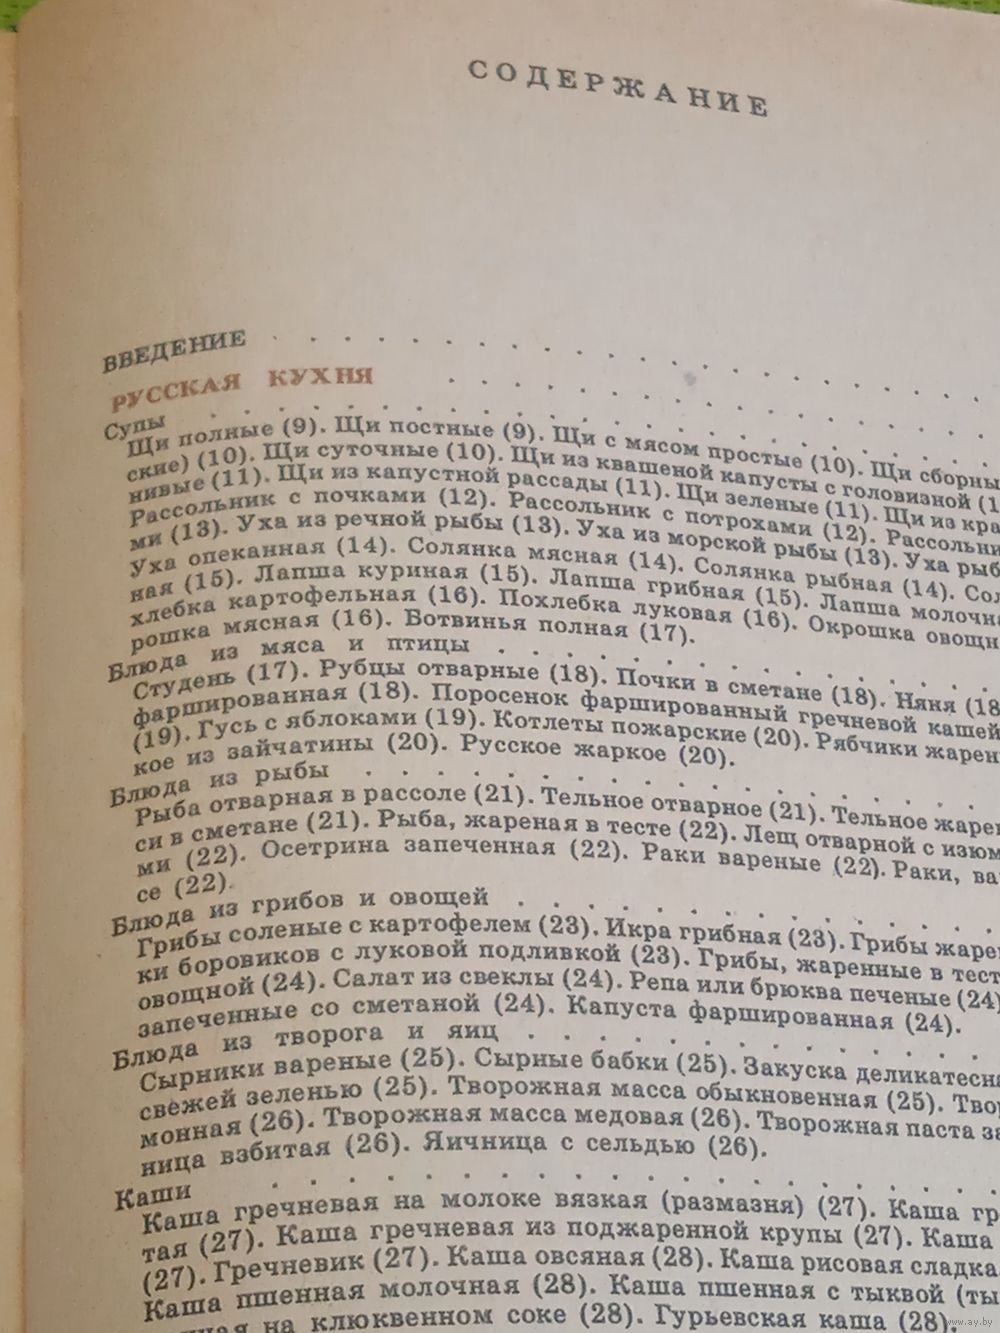 СОДЕРЖАНИЕ
ВВЕДЕНИЕ
РУССКАЯ КУХНЯ
Супы
Щи полные (9). Щи постные (9). Щи с мясом простые (10). Щи сборны
ские) (10). Щи суточные (10). Щи из квашеной капусты с головизной (1
нивые (11). Щи из капустной рассады (11). Щи зеленые (11). Щи из кра
Рассольник с почками (12). Рассольник с потрохами (12). Рассольни
ми (13). Уха из речной рыбы (13). Уха из морской рыбы (13). Уха рыб
Уха опеканная (14). Солянка мясная (14). Солянка рыбная (14). Сол
ная (15). Лапша куриная (15). Лапша грибная (15). Лапша молочна
хлебка картофельная (16). Похлебка луковая (16). Окрошка овощн
рошка мясная (16). Ботвинья полная (17).
Блюда из мяса и птицы
Студень (17). Рубцы отварные (18). Почки в сметане (18). Няня (18
фаршированная (18). Поросенок фаршированный гречневой кашей
(19). Гусь с яблоками (19). Котлеты пожарские (20). Рябчики жарен
кое из зайчатины (20). Русское жаркое (20).
Блюда из рыбы
Рыба отварная в рассоле (21). Тельное отварное (21). Тельное жарен
си в сметане (21). Рыба, жареная в тесте (22). Лещ отварной с изюм
ми (22). Осетрина запеченная (22). Раки вареные (22). Раки, ва
се (22).
Блюда из грибов и овощей
Грибы соленые с картофелем (23). Икра грибная (23). Грибы жарен
ки боровиков с луковой подливкой (23). Грибы, жаренные в тест
овощной (24). Салат из свеклы (24). Репа или брюква печеные (24)
запеченные со сметаной (24). Капуста фаршированная (24).
Блюда из творога и яиц
Сырники вареные (25). Сырные бабки (25). Закуска деликатесна
свежей зеленью (25). Творожная масса обыкновенная (25). Твор
монная (26). Творожная масса медовая (26). Творожная паста за
ница взбитая (26). Яичница с сельдью (26).
Каши
Каша гречневая на молоке вязкая (размазня) (27). Каша гр
тая (27). Каша гречневая из поджаренной крупы (27). Каша
(27). Гречневик (27). Каша овсяная (28). Каша рисовая сладка
Каша пшенная молочная (28). Каша пшенная с тыквой (ты
на клюквенном соке (28). Гурьевская каша (28).
www.ay.by